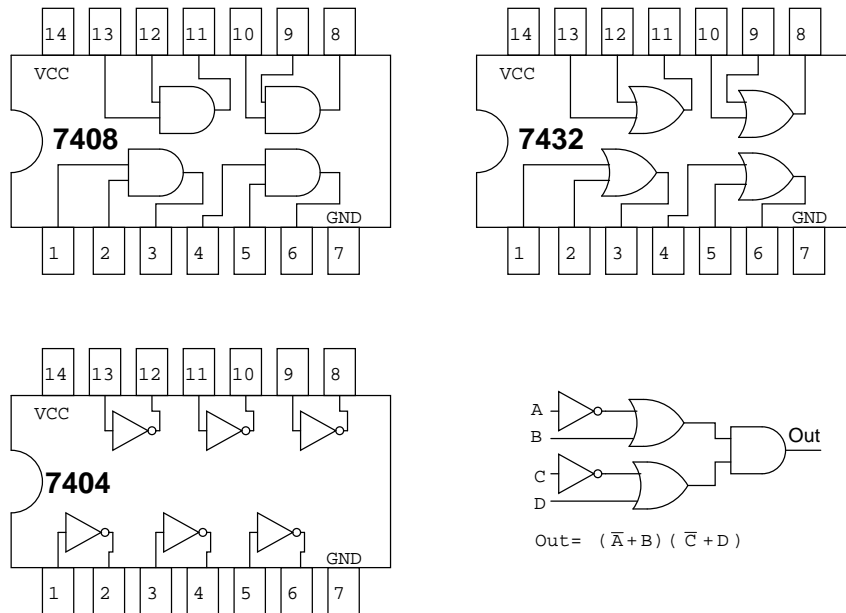 14 13 12 11 10 9 8
VCC
7408
GND
1 2 3 4 5 6 7
14 13 12 11 10 9 8
VCC
7432
GND
1 2 3 4 5 6 7
14 13 12 11 10 9 8
VCC
7404
GND
1 2 3 4 5 6 7
A
B
Out
C
D
Out= (A̅+B)(C̅+D)